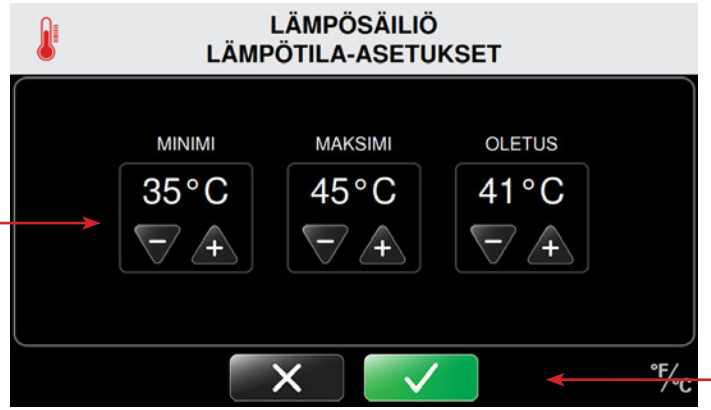 LÄMPÖSÄILIÖ
LÄMPÖTILA-ASETUKSET
MINIMI MAKSIMI OLETUS
35°C 45°C 41°C
− + − + − +
°F/°C